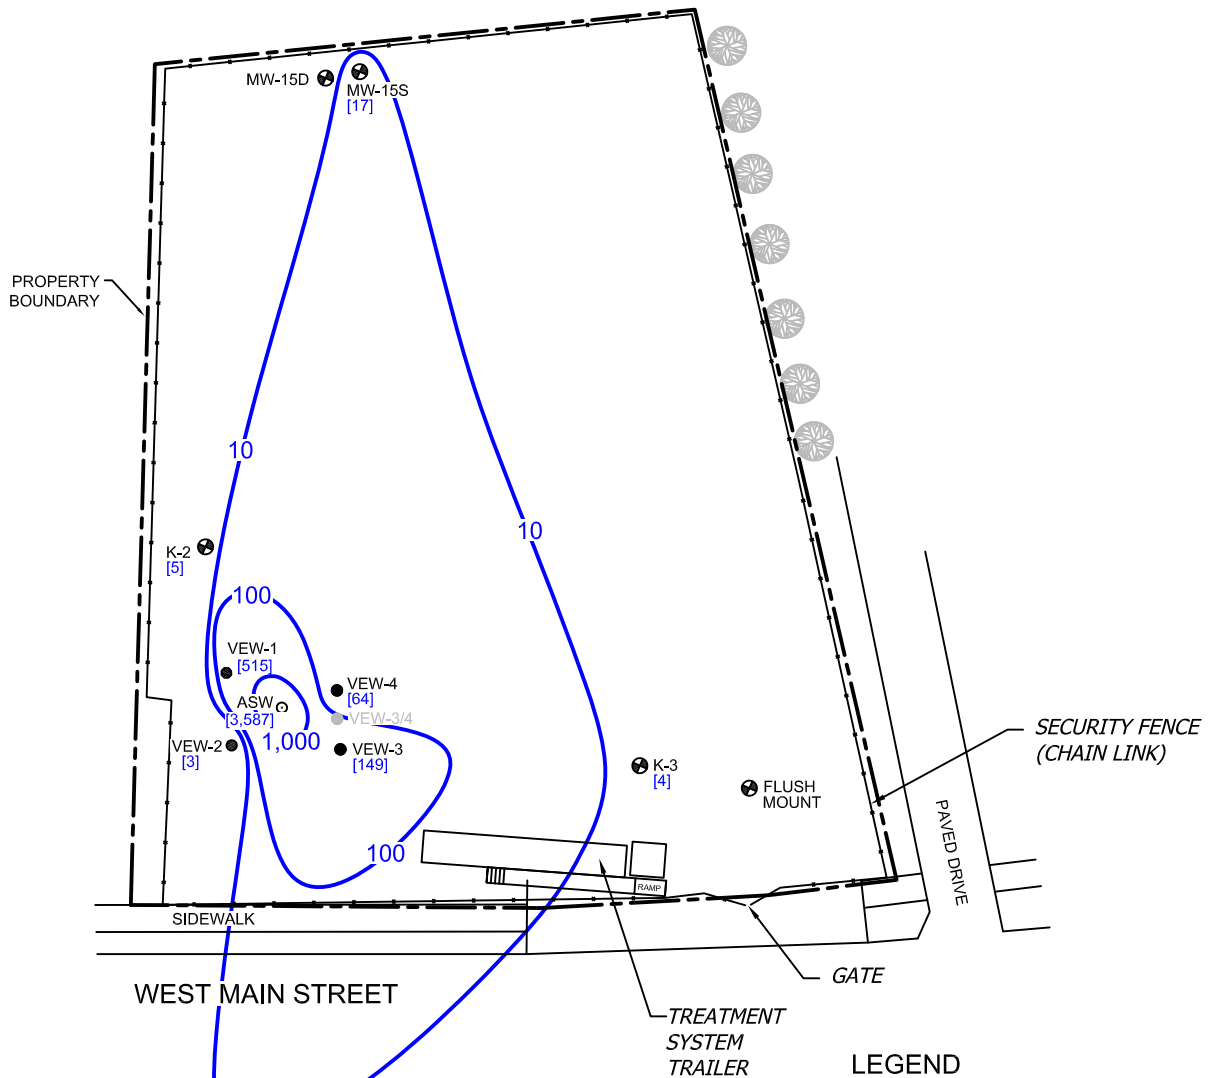 MW-15D
MW-15S
[17]
PROPERTY
BOUNDARY
10
10
K-2
[5]
100
VEW-1
[515]
VEW-4
[64]
ASW
[3,587]
VEW-3/4
1,000
VEW-2
[3]
VEW-3
[149]
SECURITY FENCE
(CHAIN LINK)
K-3
[4]
FLUSH
MOUNT
PAVED DRIVE
100
RAMP
SIDEWALK
GATE
WEST MAIN STREET
TREATMENT
SYSTEM
TRAILER
LEGEND